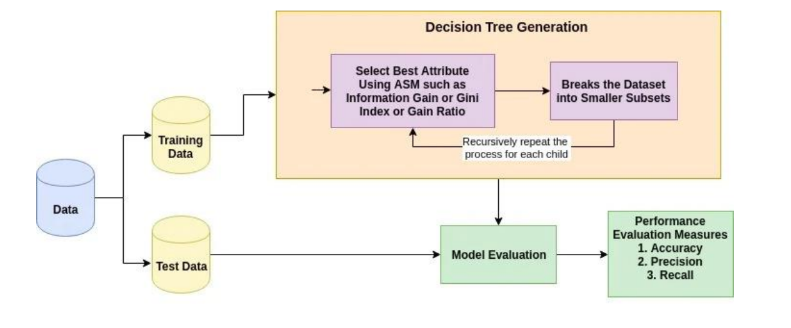 Decision Tree Generation
Select Best Attribute
Using ASM such as
Information Gain or Gini
Index or Gain Ratio
Breaks the Dataset
into Smaller Subsets
Recursively repeat the
process for each child
Training
Data
Data
Test Data
Model Evaluation
Performance
Evaluation Measures
1. Accuracy
2. Precision
3. Recall